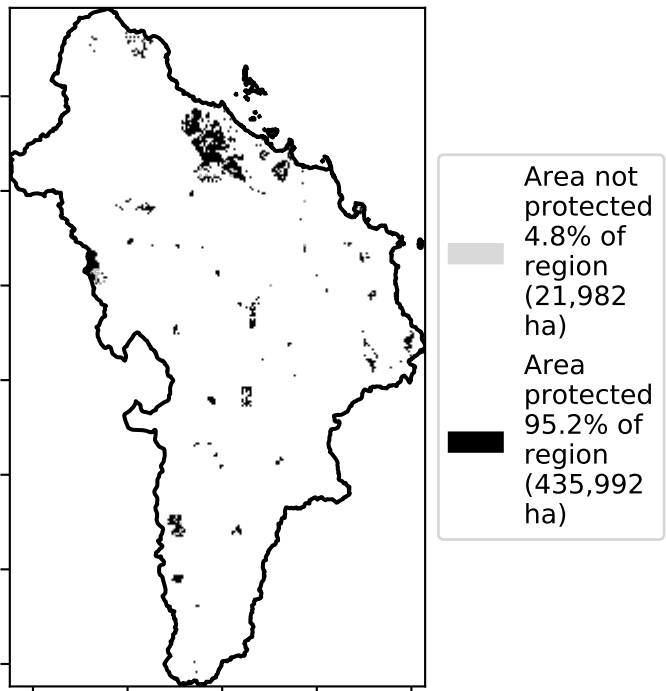 Area not
protected
4.8% of
region
(21,982
ha)
Area
protected
95.2% of
region
(435,992
ha)